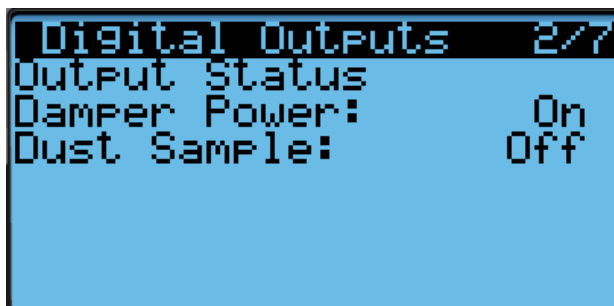 Digital Outputs 2/7
Output Status
Damper Power: On
Dust Sample: Off